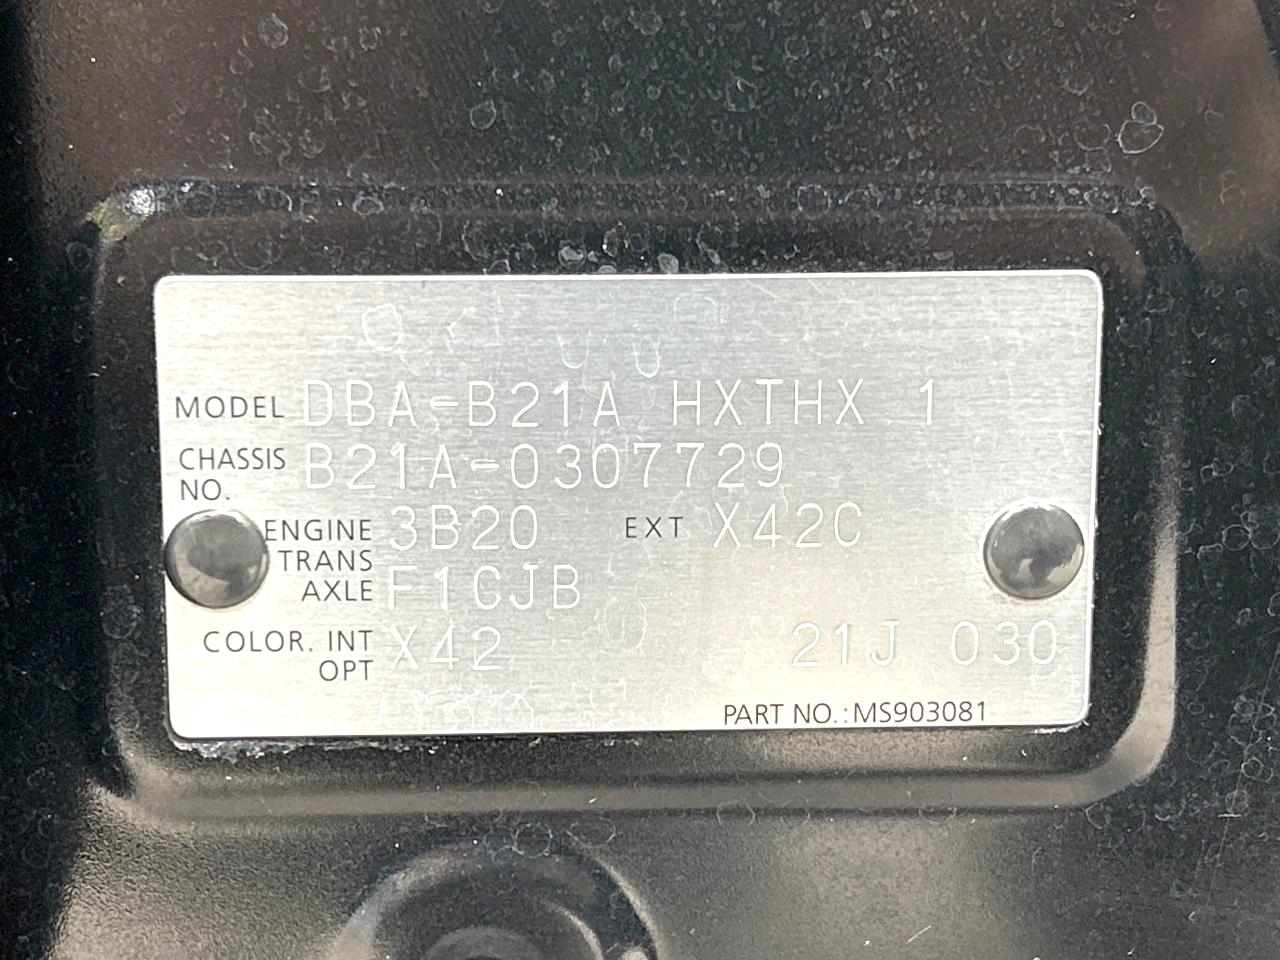 MODEL DBA-B21A HXTHX 1
CHASSIS NO. B21A-0307729
ENGINE 3B20 EXT X42C
TRANS AXLE F1CJB
COLOR. INT OPT X42 21J 030
PART NO.: MS903081